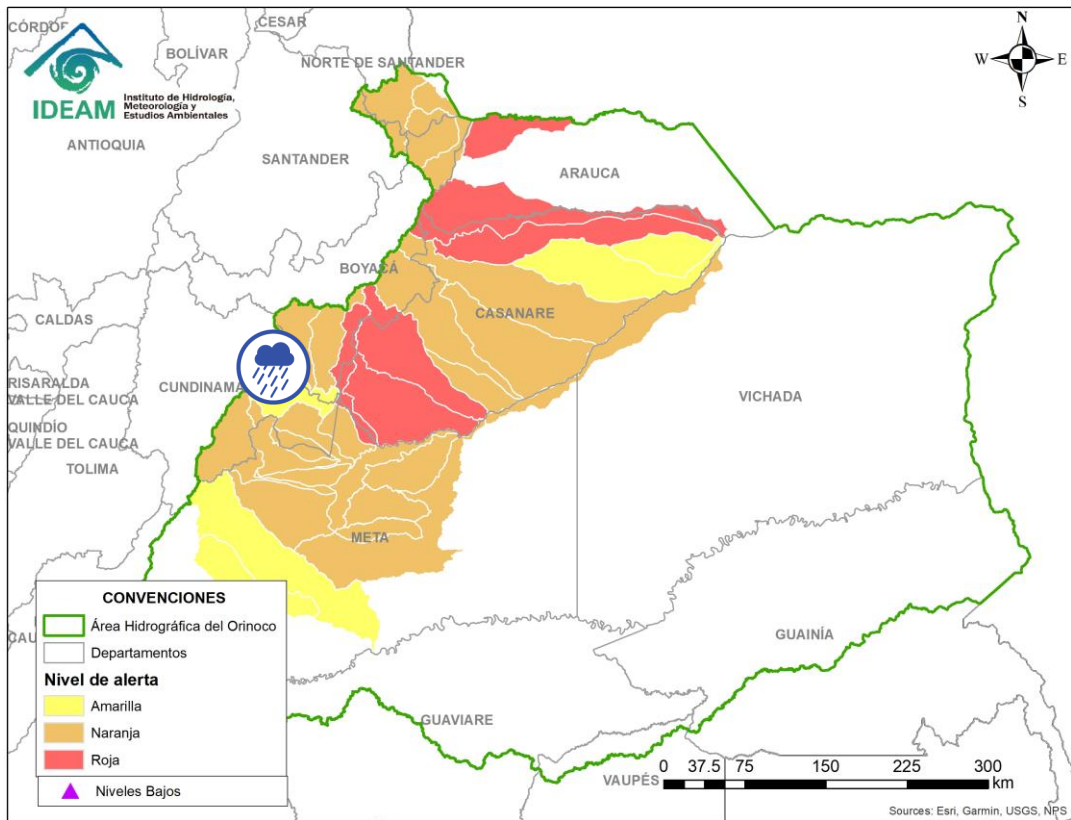 CÓRDO
CESAR
BOLÍVAR
NORTE DE SANTANDER
IDEAM
Instituto de Hidrología,
Meteorología y
Estudios Ambientales
N
W
E
S
ANTIOQUIA
SANTANDER
ARAUCA
BOYACÁ
CASANARE
CALDAS
RISARALDA
VALLE DEL CAUCA
CUNDINAMA
VICHADA
QUINDÍO
VALLE DEL CAUCA
TOLIMA
META
CAU
GUAINÍA
GUAVIARE
VAUPÉS
CONVENCIONES
Área Hidrográfica del Orinoco
Departamentos
Nivel de alerta
Amarilla
Naranja
Roja
Niveles Bajos
0 37.5 75 150 225 300
km
Sources: Esri, Garmin, USGS, NPS